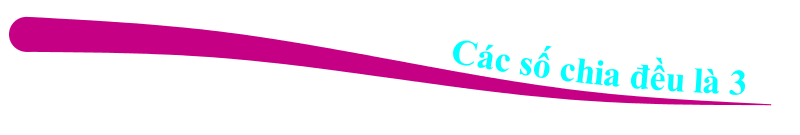 Các số chia đều là 3